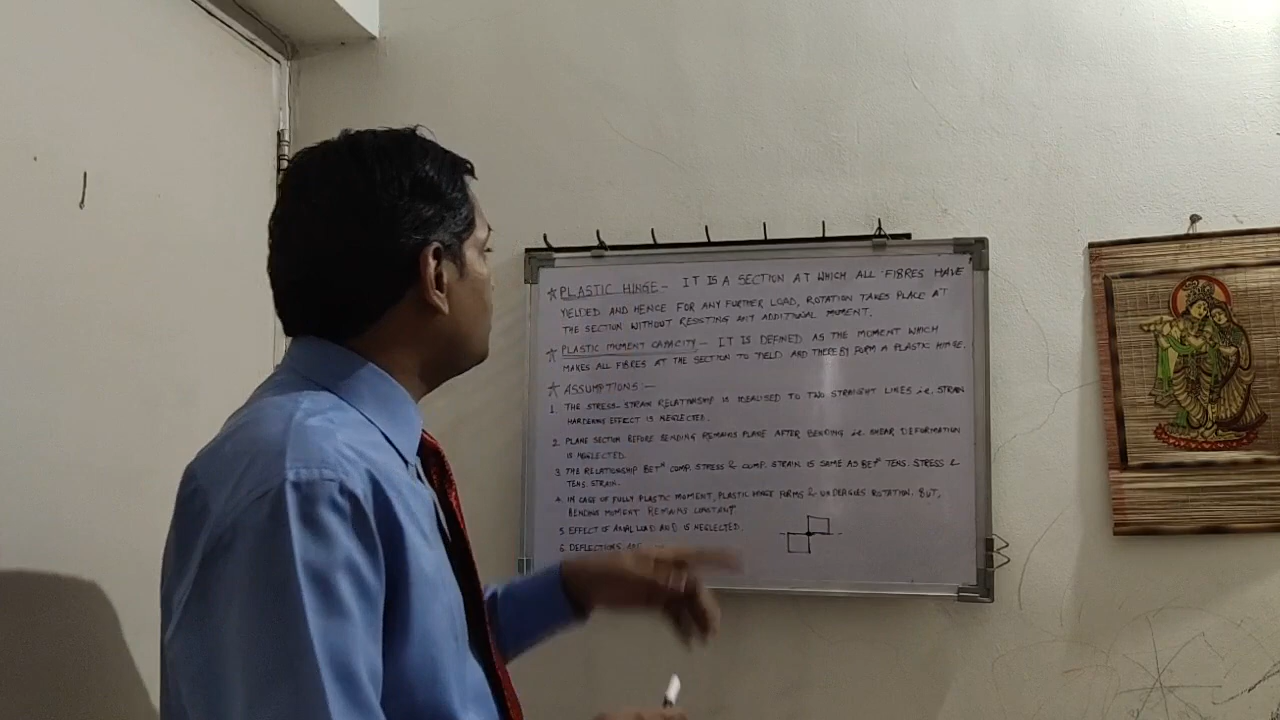 ☆ PLASTIC HINGE - IT IS A SECTION AT WHICH ALL FIBRES HAVE
YIELDED AND HENCE FOR ANY FURTHER LOAD, ROTATION TAKES PLACE AT
THE SECTION WITHOUT RESISTING ANY ADDITIONAL MOMENT.
☆ PLASTIC MOMENT CAPACITY - IT IS DEFINED AS THE MOMENT WHICH
MAKES ALL FIBRES AT THE SECTION TO YIELD AND THEREBY FORM A PLASTIC HINGE.
☆ ASSUMPTIONS :-
1. THE STRESS-STRAIN RELATIONSHIP IS IDEALISED TO TWO STRAIGHT LINES i.e. STRAIN
HARDENING EFFECT IS NEGLECTED.
2. PLANE SECTION BEFORE BENDING REMAINS PLANE AFTER BENDING i.e. SHEAR DEFORMATION
IS NEGLECTED.
3 THE RELATIONSHIP BETⁿ COMP. STRESS & COMP. STRAIN IS SAME AS BETⁿ TENS. STRESS &
TENS. STRAIN.
4. IN CASE OF FULLY PLASTIC MOMENT, PLASTIC HINGE FORMS & UNDERGOES ROTATION. BUT,
BENDING MOMENT REMAINS CONSTANT
5. EFFECT OF AXIAL LOAD AND IS NEGLECTED.
6 DEFLECTIONS ARE